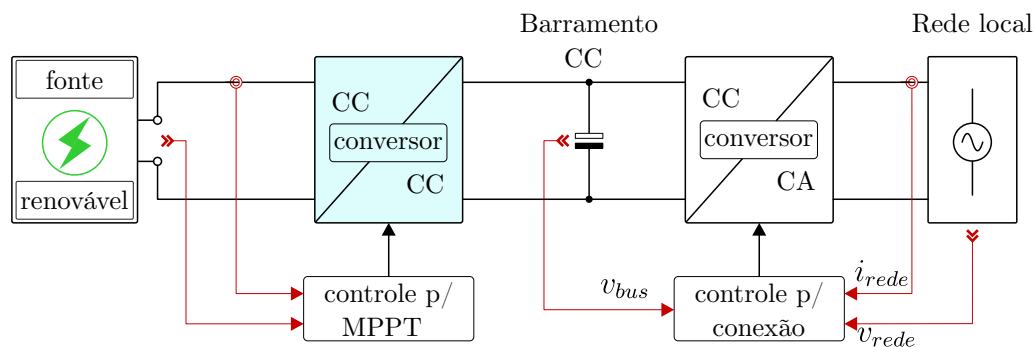 Barramento
CC
Rede local
fonte
renovável
CC
conversor
CC
CC
conversor
CA
controle p/
MPPT
v_bus
controle p/
conexão
i_rede
v_rede